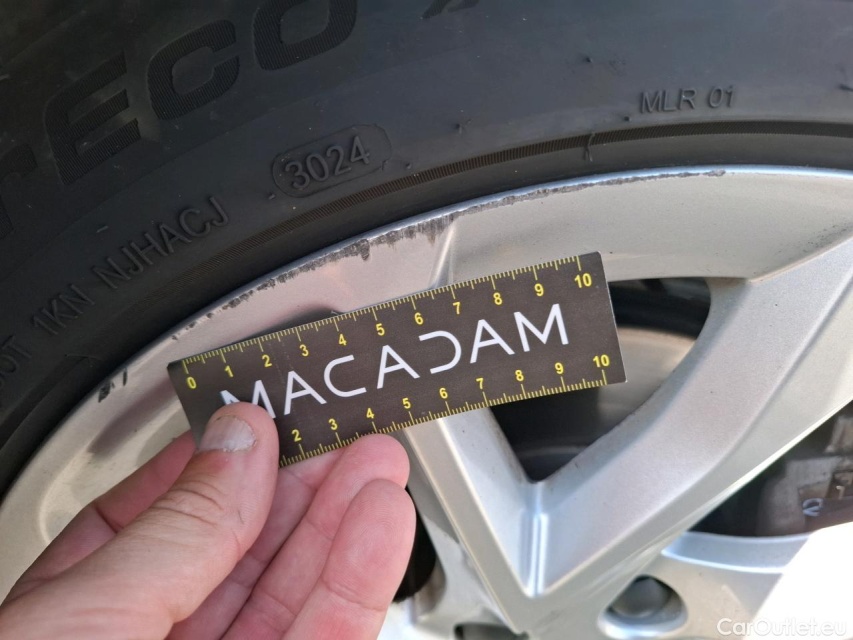 ECO
MLR 01
3024
1KN NJHACJ
0 1 2 3 4 5 6 7 8 9 10
MACADAM
2 3 4 5 6 7 8 9 10
2
CarOutlet.eu